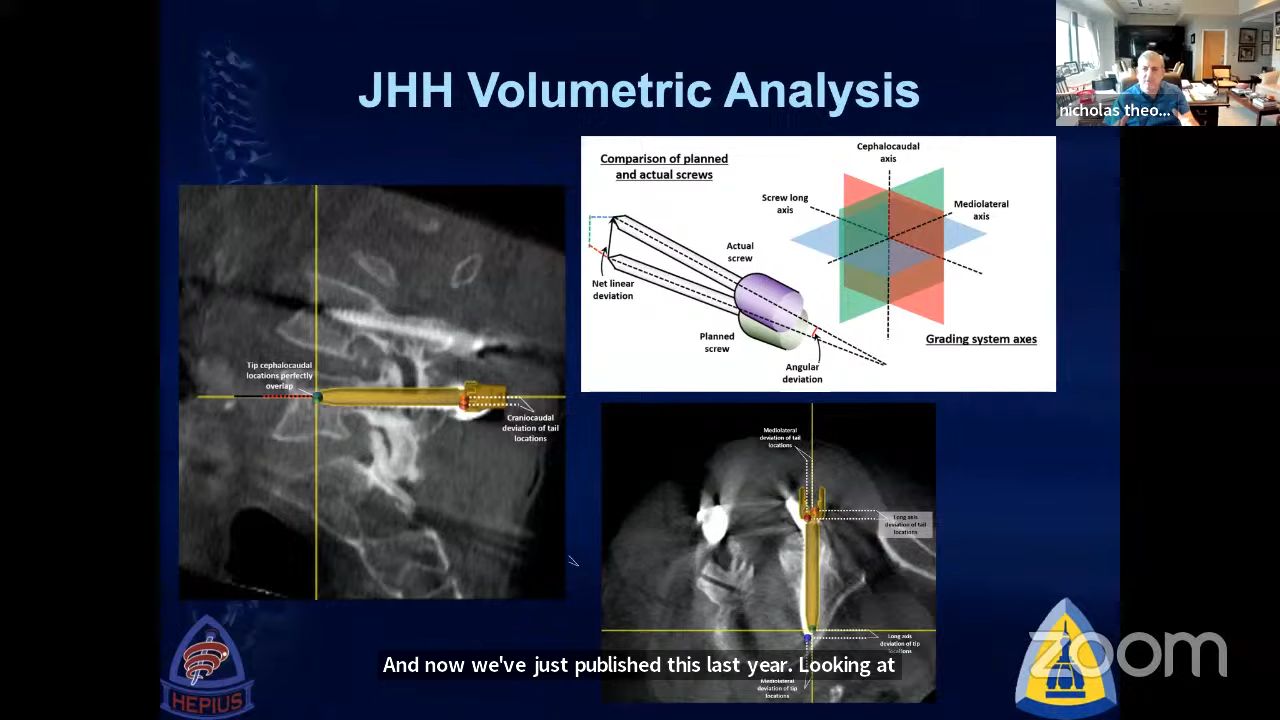 JHH Volumetric Analysis
nicholas theo...
Comparison of planned
and actual screws
Cephalocaudal
axis
Screw long
axis
Mediolateral
axis
Actual
screw
Net linear
deviation
Planned
screw
Angular
deviation
Grading system axes
Tip cephalocaudal
locations perfectly
overlap
Craniocaudal
deviation of tail
locations
Mediolateral
deviation of tail
locations
Long axis
deviation of tail
locations
Long axis
deviation of tip
locations
Mediolateral
deviation of tip
locations
And now we've just published this last year. Looking at
HEPIUS
zoom